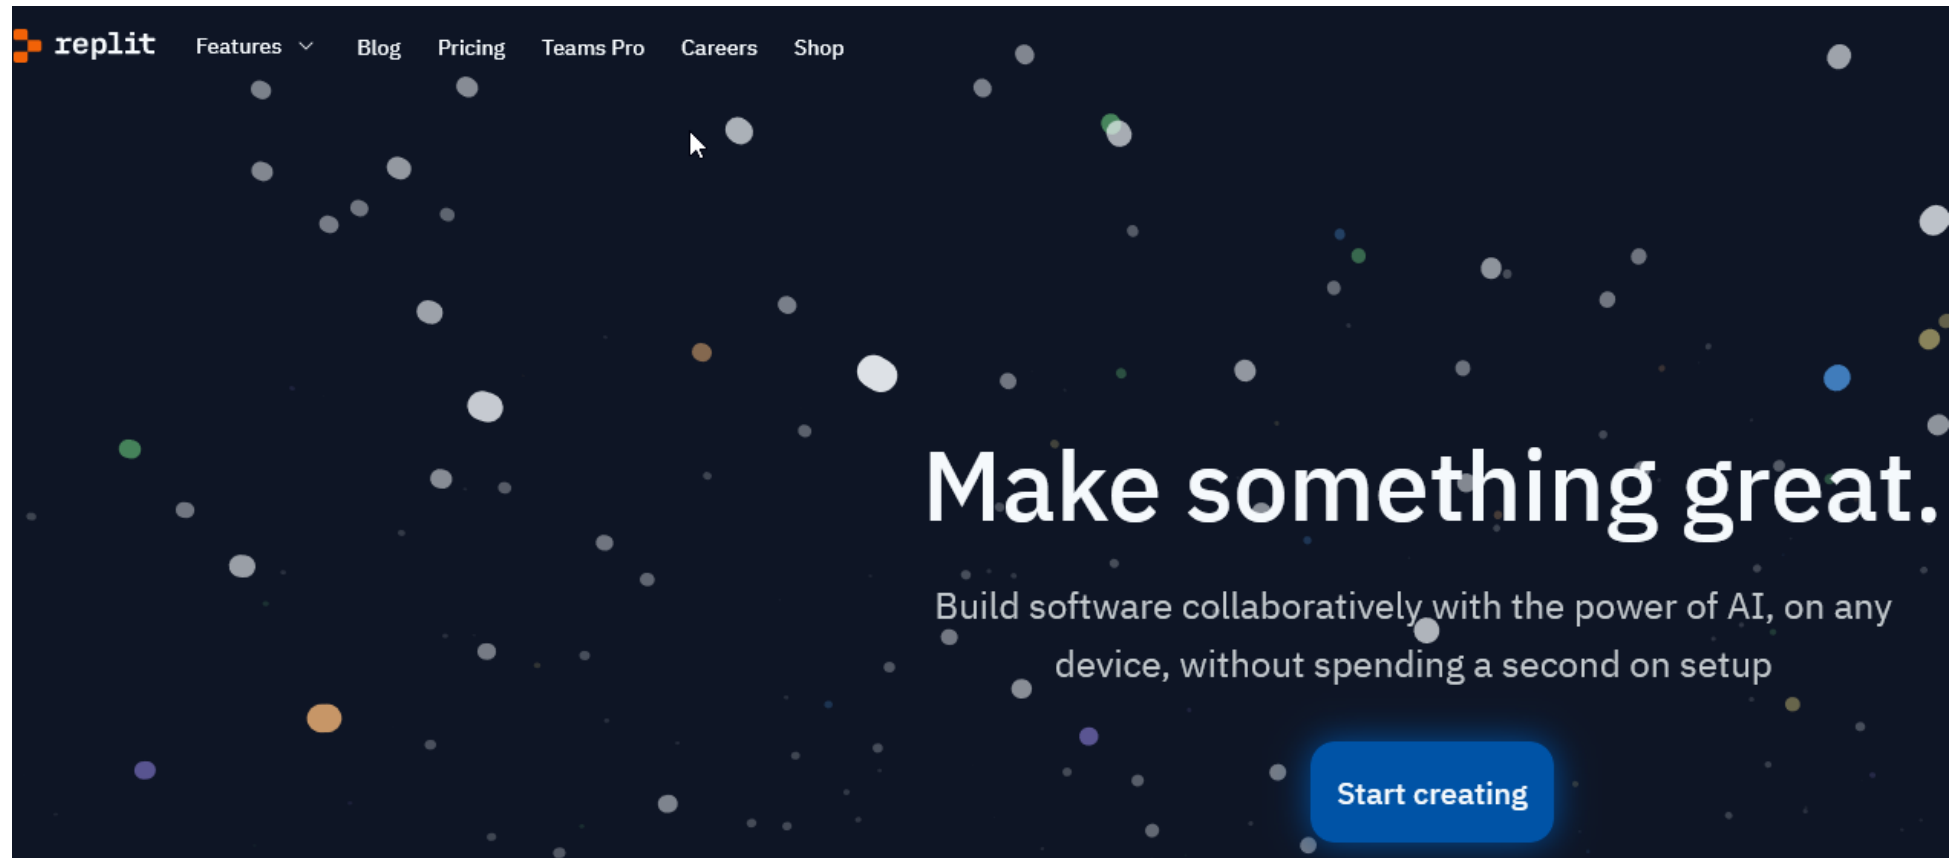 replit Features Blog Pricing Teams Pro Careers Shop
Make something great.
Build software collaboratively with the power of AI, on any
device, without spending a second on setup
Start creating